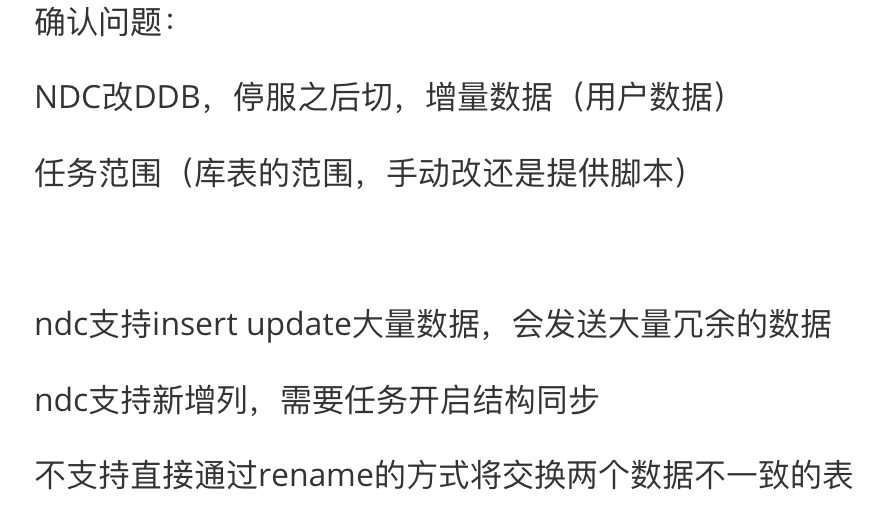 确认问题：
NDC改DDB，停服之后切，增量数据（用户数据）
任务范围（库表的范围，手动改还是提供脚本）
ndc支持insert update大量数据，会发送大量冗余的数据
ndc支持新增列，需要任务开启结构同步
不支持直接通过rename的方式将交换两个数据不一致的表